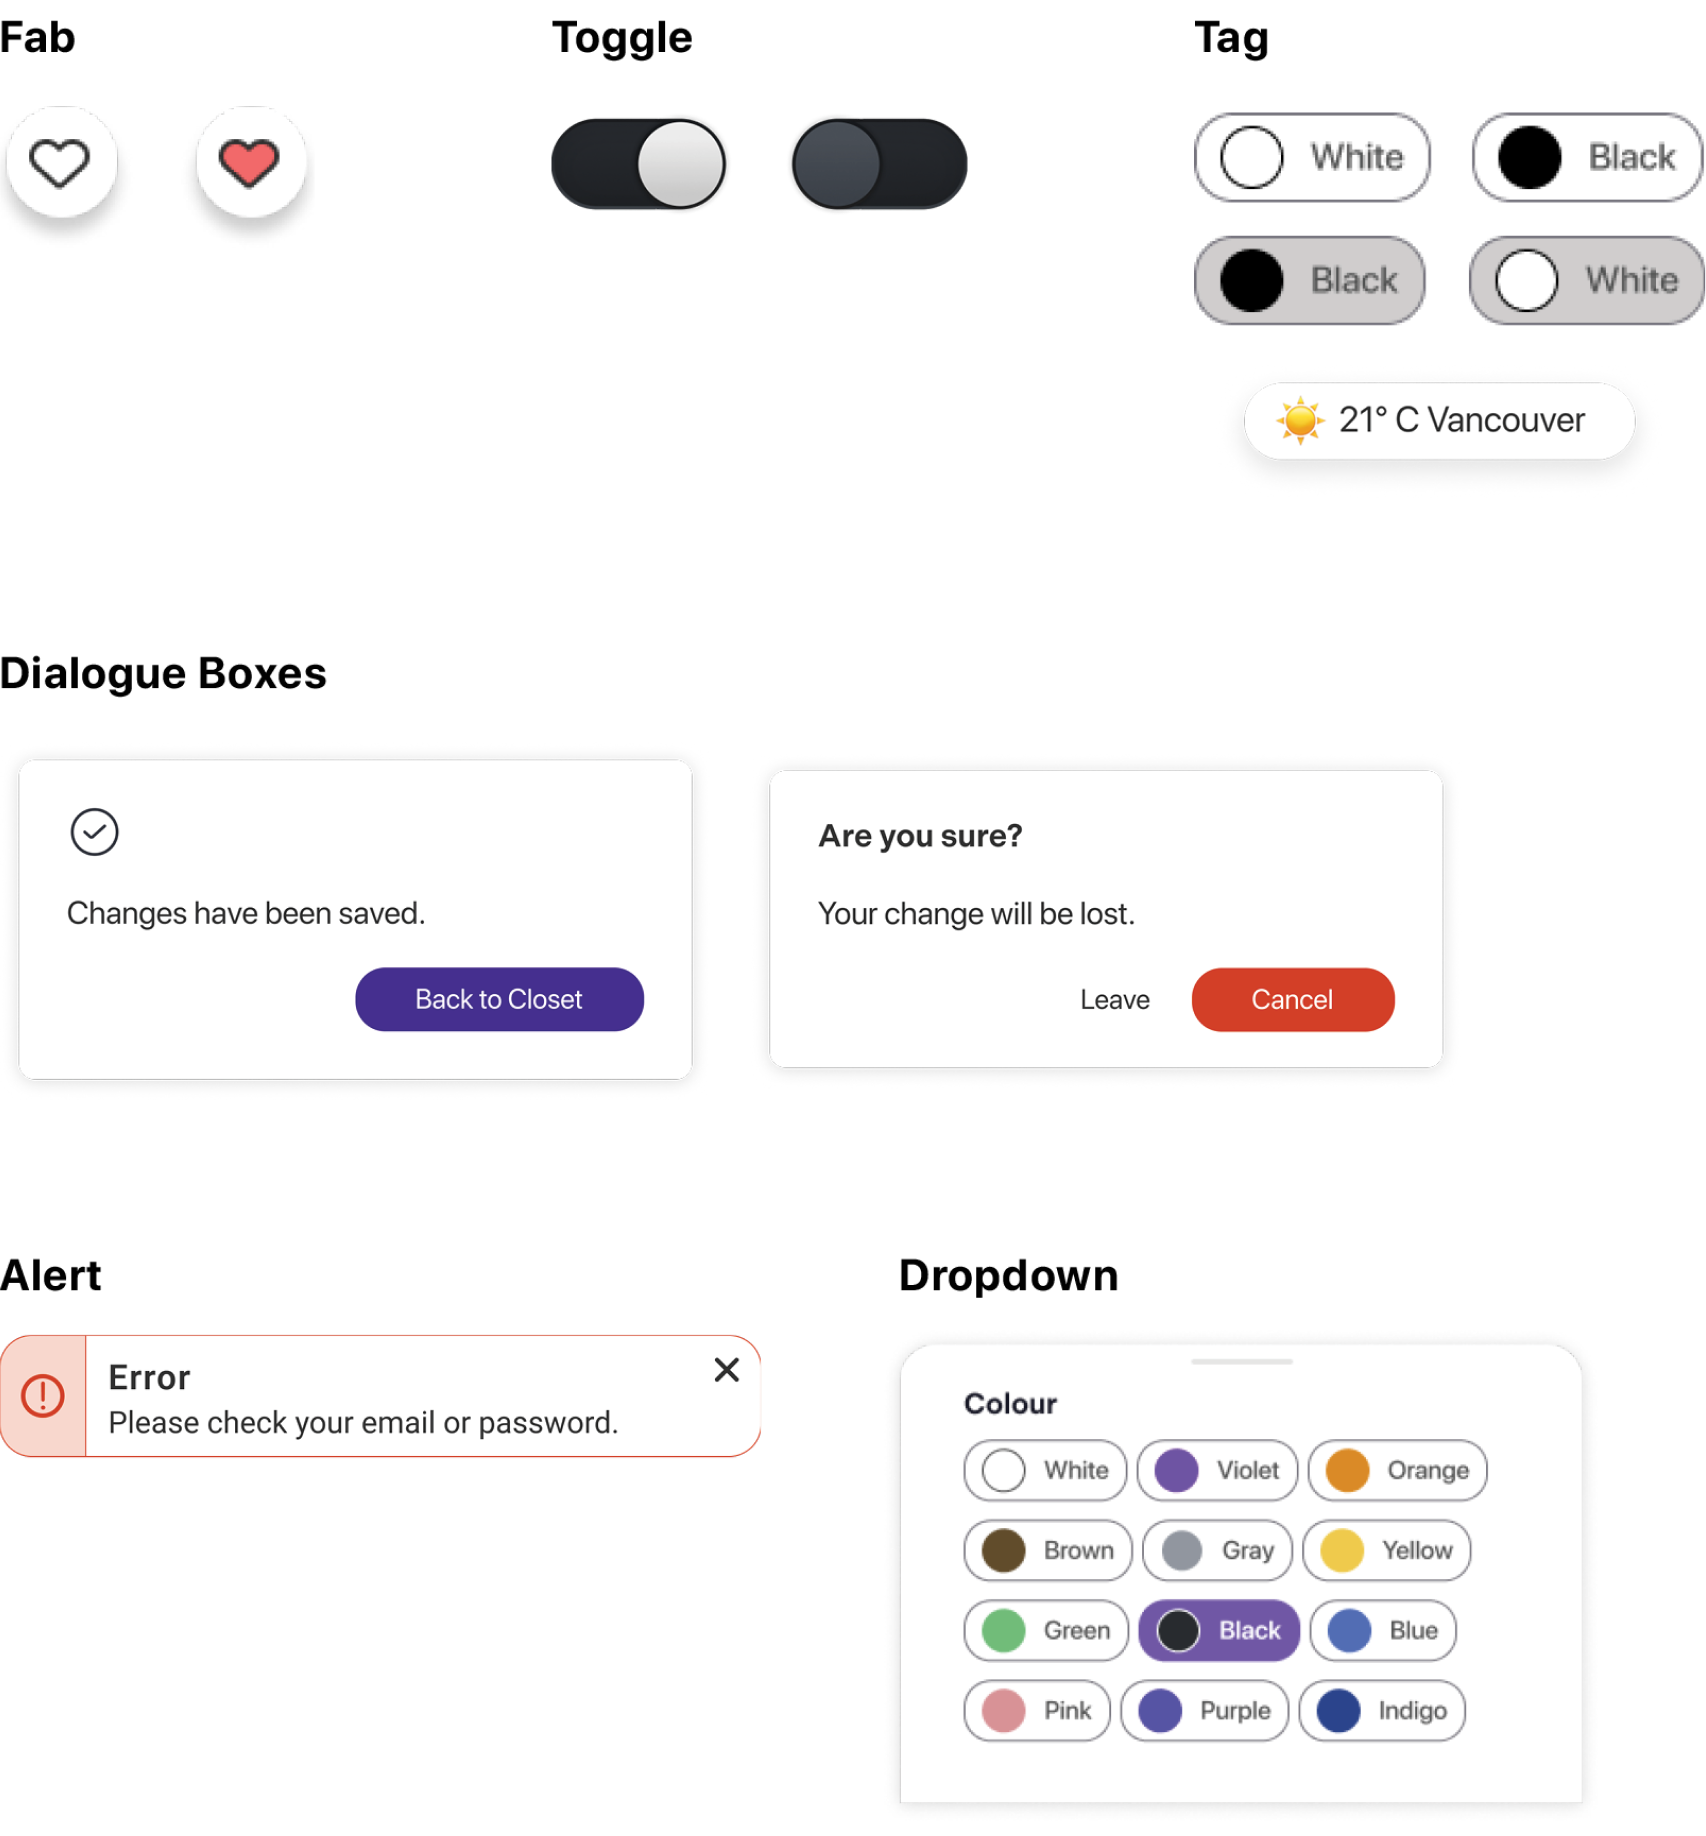 Fab
Toggle
Tag
White
Black
Black
White
21° C Vancouver
Dialogue Boxes
Changes have been saved.
Back to Closet
Are you sure?
Your change will be lost.
Leave
Cancel
Alert
Error
Please check your email or password.
Dropdown
Colour
White
Violet
Orange
Brown
Gray
Yellow
Green
Black
Blue
Pink
Purple
Indigo